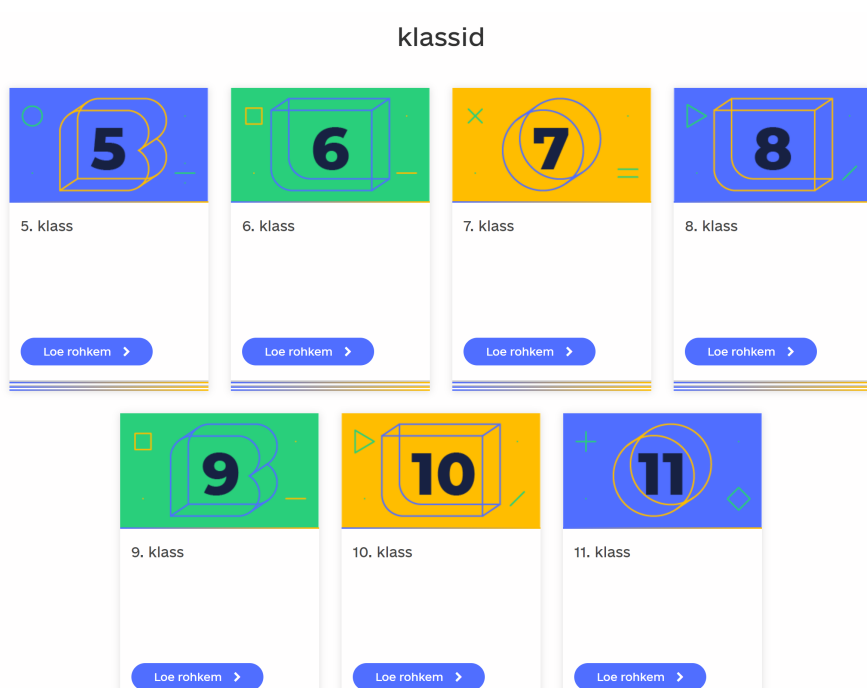 klassid
5 6 7 8
5. klass 6. klass 7. klass 8. klass
Loe rohkem Loe rohkem Loe rohkem Loe rohkem
9 10 11
9. klass 10. klass 11. klass
Loe rohkem Loe rohkem Loe rohkem